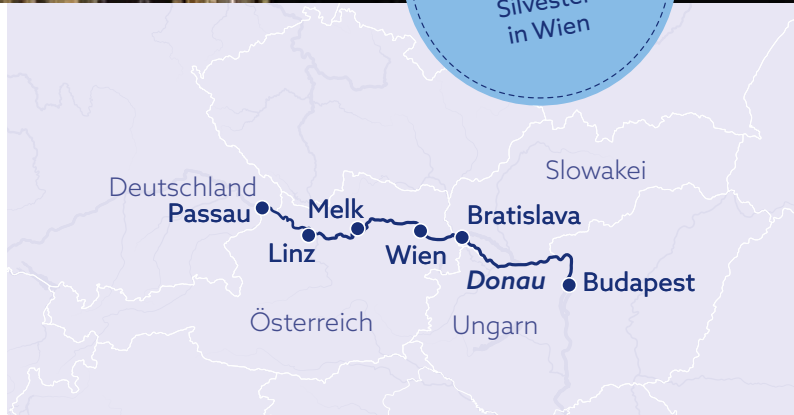 Silvester
in Wien
Slowakei
Deutschland
Passau
Melk
Bratislava
Linz
Wien
Donau
Budapest
Österreich
Ungarn